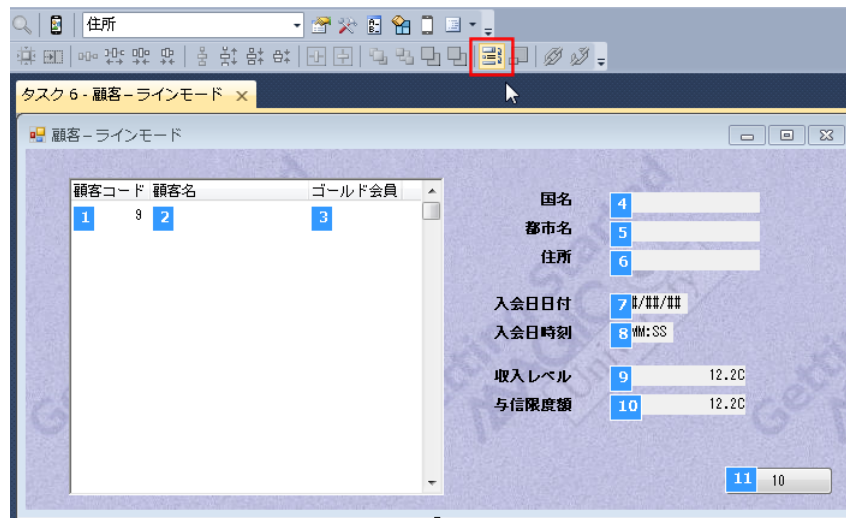 住所
タスク 6 - 顧客 – ラインモード ×
顧客 – ラインモード
顧客コード 顧客名 ゴールド会員
1 9 2 3
国名 4
都市名 5
住所 6
入会日日付 7 #/##/##
入会日時刻 8 MM:SS
収入レベル 9 12.2C
与信限度額 10 12.2C
11 10